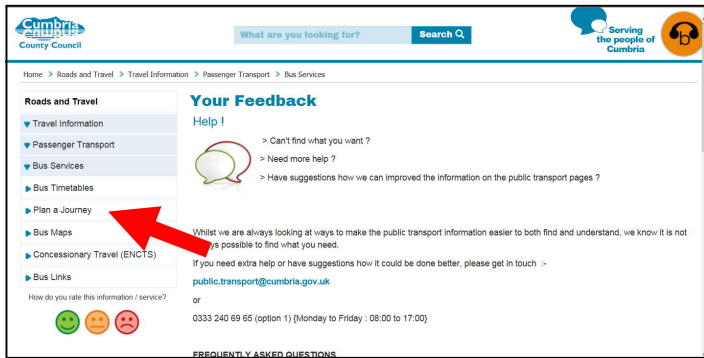 Cumbria
County Council
What are you looking for?
Search
Serving
the people of
Cumbria
b
Home > Roads and Travel > Travel Information > Passenger Transport > Bus Services
Roads and Travel
Travel Information
Passenger Transport
Bus Services
Bus Timetables
Plan a Journey
Bus Maps
Concessionary Travel (ENCTS)
Bus Links
How do you rate this information / service?
Your Feedback
Help !
> Can't find what you want ?
> Need more help ?
> Have suggestions how we can improved the information on the public transport pages ?
Whilst we are always looking at ways to make the public transport information easier to both find and understand, we know it is not
possible to find what you need.
If you need extra help or have suggestions how it could be done better, please get in touch :-
public.transport@cumbria.gov.uk
or
0333 240 69 65 (option 1) {Monday to Friday : 08:00 to 17:00}
FREQUENTLY ASKED QUESTIONS